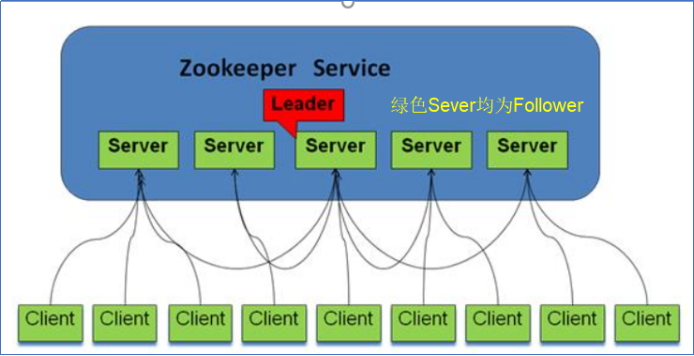 Zookeeper Service
Leader
绿色Sever均为Follower
Server Server Server Server Server
Client Client Client Client Client Client Client Client Client